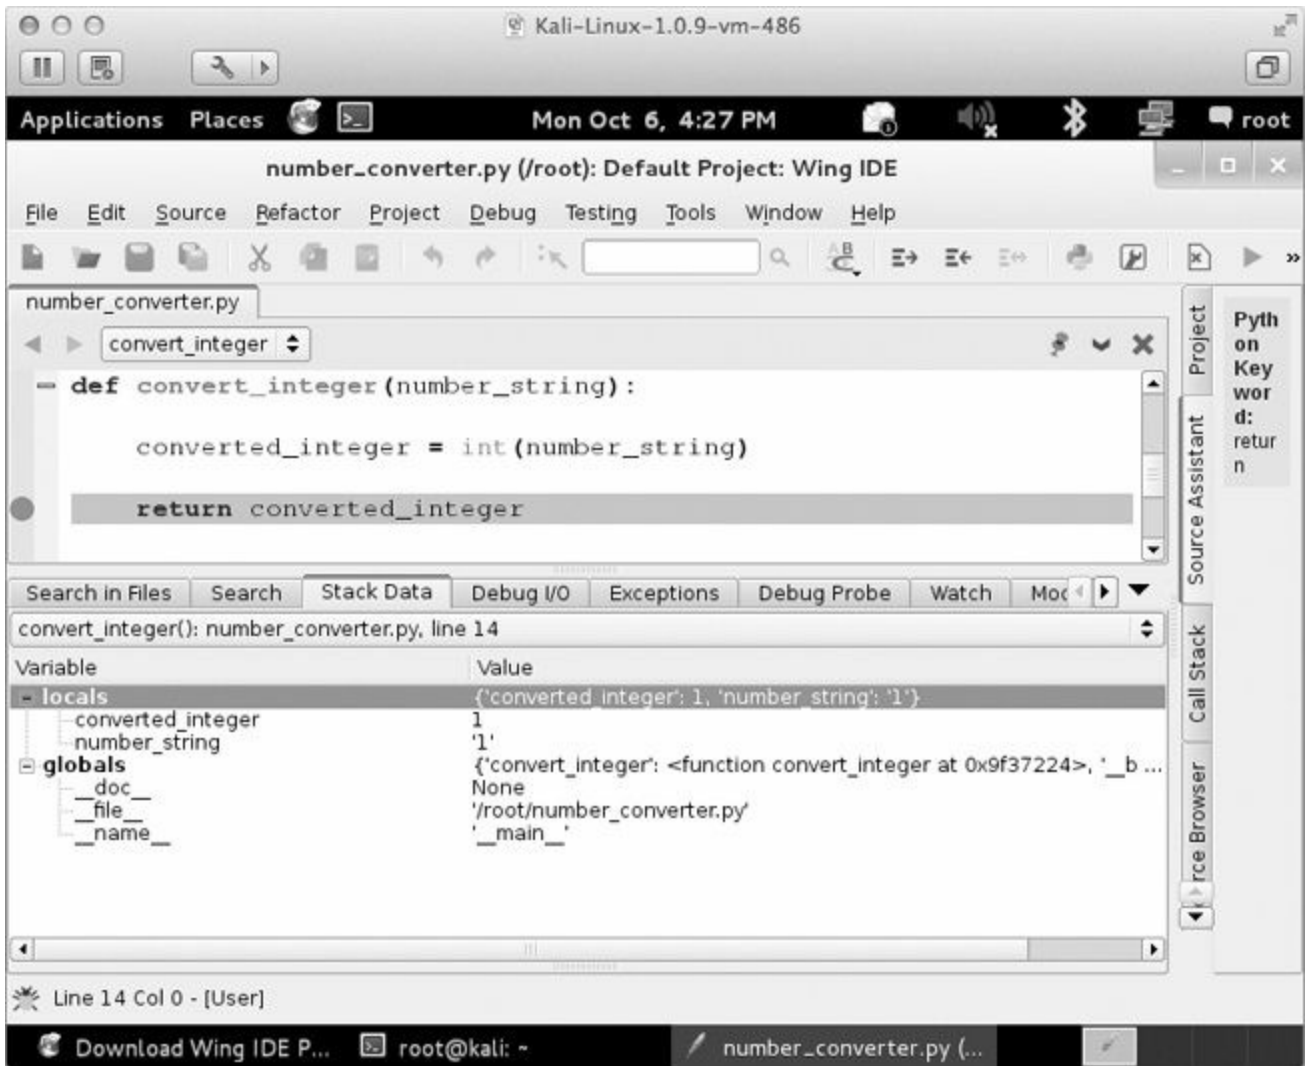 Kali-Linux-1.0.9-vm-486
Applications Places Mon Oct 6, 4:27 PM root
number_converter.py (/root): Default Project: Wing IDE
File Edit Source Refactor Project Debug Testing Tools Window Help
number_converter.py
convert_integer
def convert_integer(number_string):
converted_integer = int(number_string)
return converted_integer
Project
Source Assistant
Call Stack
rce Browser
Pyth
on
Key
wor
d:
retur
n
Search in Files Search Stack Data Debug I/O Exceptions Debug Probe Watch Moc
convert_integer(): number_converter.py, line 14
Variable Value
locals {'converted_integer': 1, 'number_string': '1'}
converted_integer 1
number_string '1'
globals {'convert_integer': <function convert_integer at 0x9f37224>, '__b ...
__doc__ None
__file__ '/root/number_converter.py'
__name__ '__main__'
Line 14 Col 0 - [User]
Download Wing IDE P... root@kali: ~ number_converter.py (...